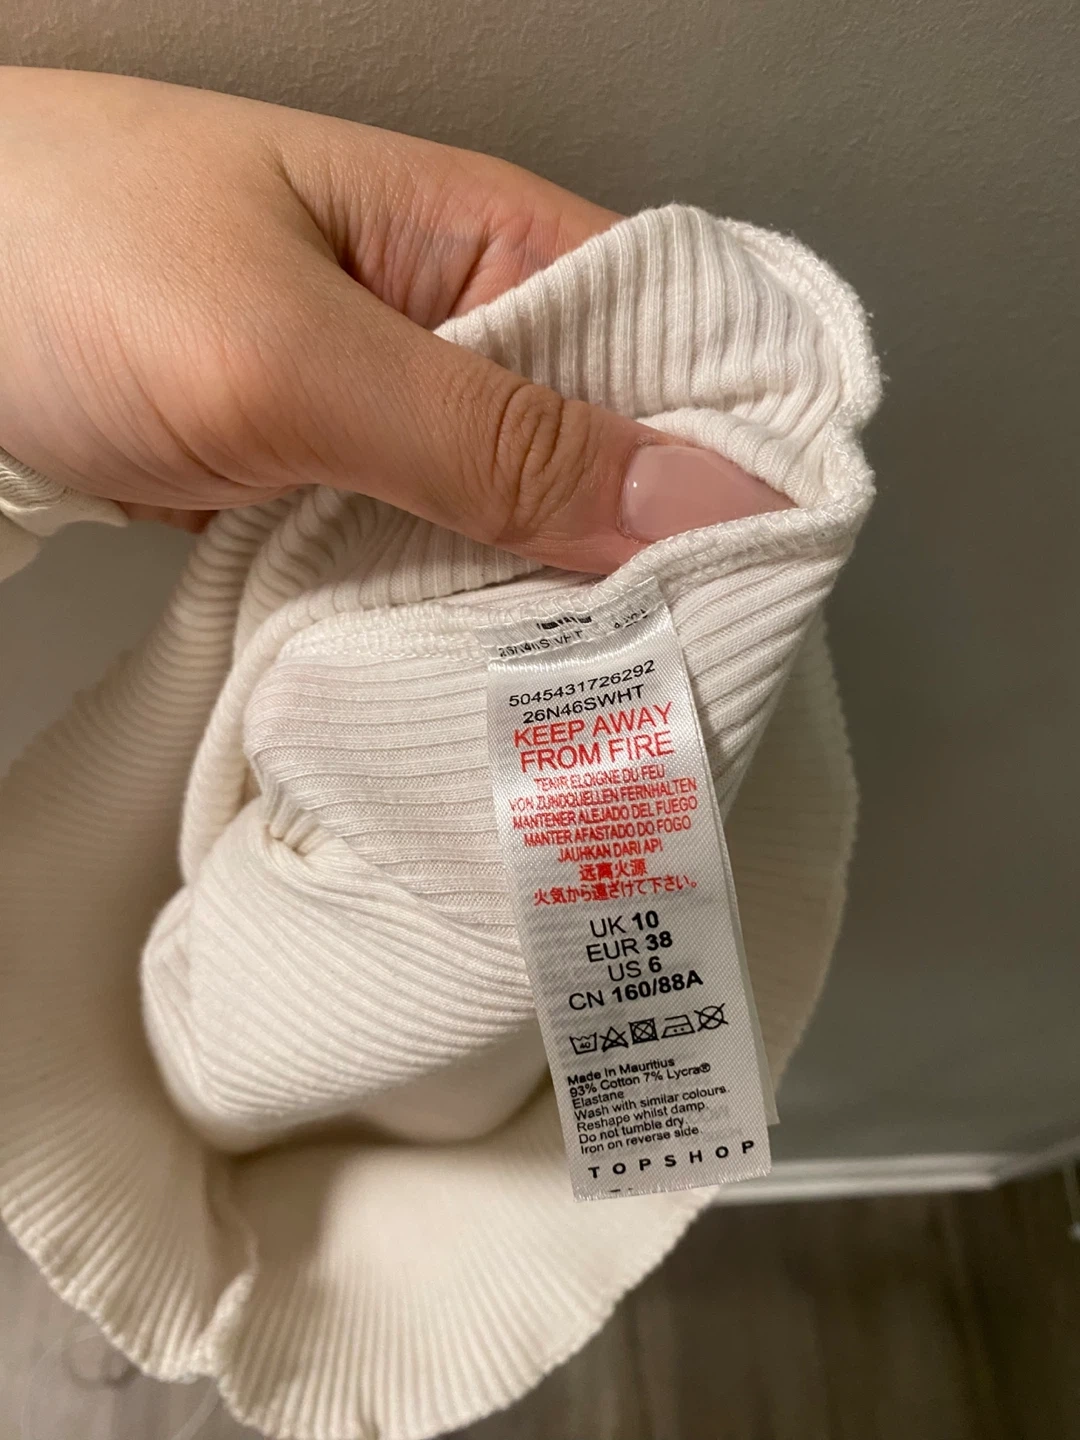 5045431726292
26N46SWHT
KEEP AWAY
FROM FIRE
TENIR ELOIGNE DU FEU
VON ZUNDQUELLEN FERNHALTEN
MANTENER ALEJADO DEL FUEGO
MANTER AFASTADO DO FOGO
JAUHKAN DARI API
远离火源
火気から遠ざけて下さい。
UK 10
EUR 38
US 6
CN 160/88A
40
Made In Mauritius
93% Cotton 7% Lycra®
Elastane
Wash with similar colours.
Reshape whilst damp.
Do not tumble dry.
Iron on reverse side.
TOPSHOP